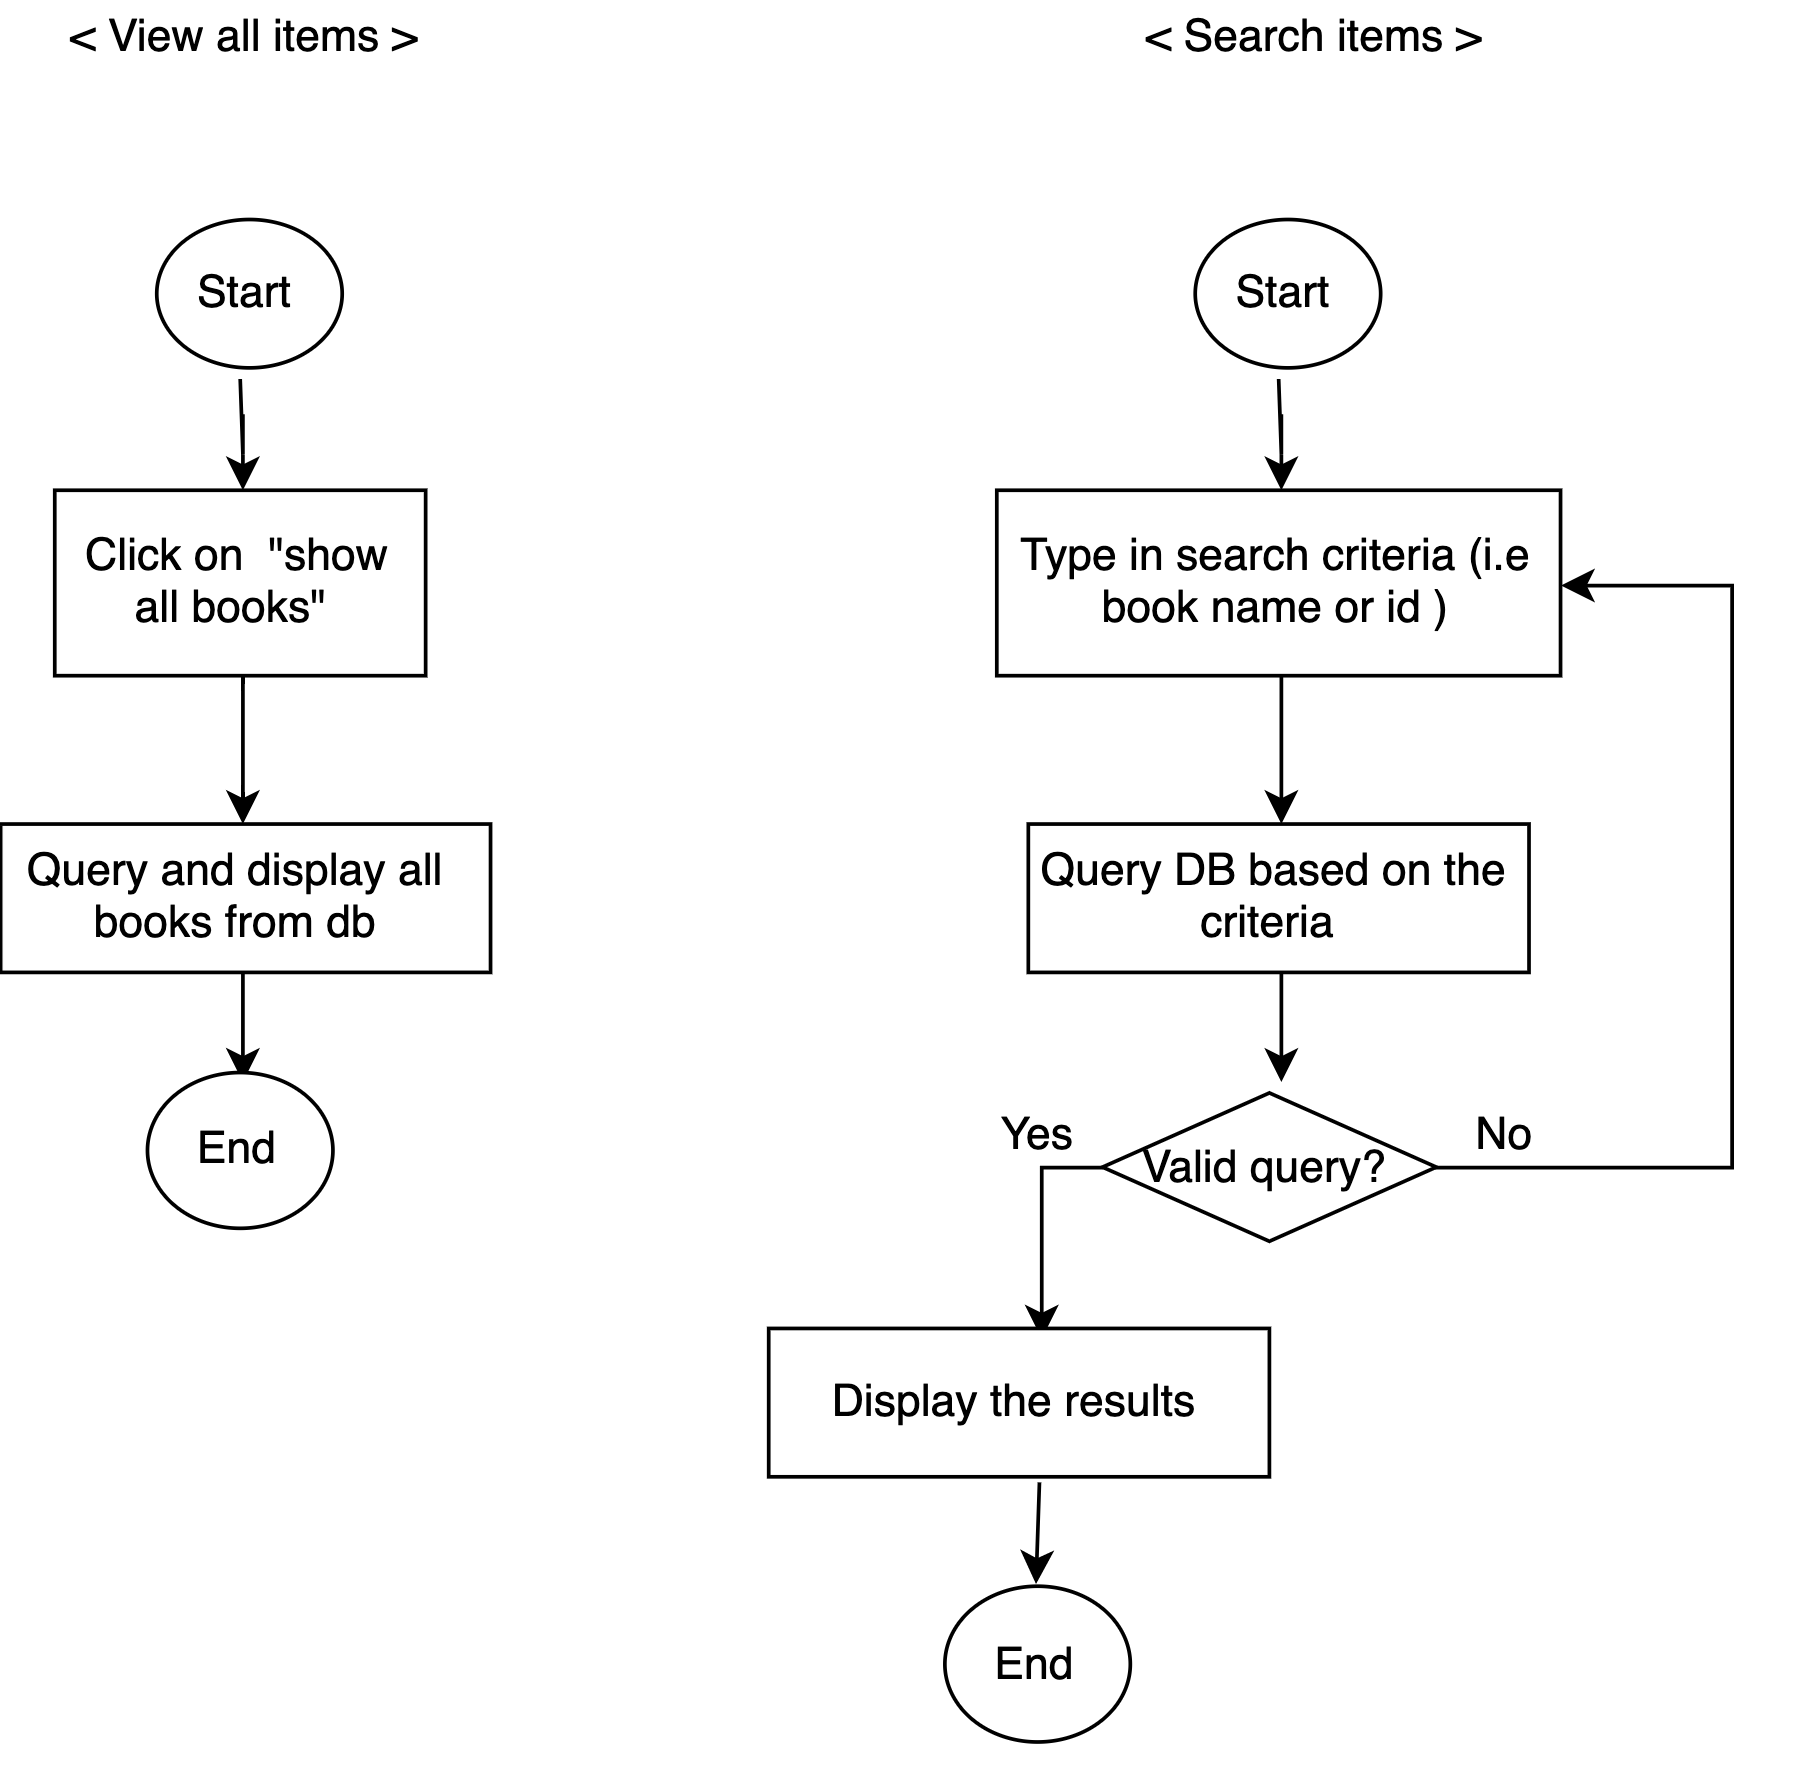 < View all items >
Start
Click on  "show
all books"
Query and display all
books from db
End
< Search items >
Start
Type in search criteria (i.e
book name or id )
Query DB based on the
criteria
Valid query?
Yes
No
Display the results
End